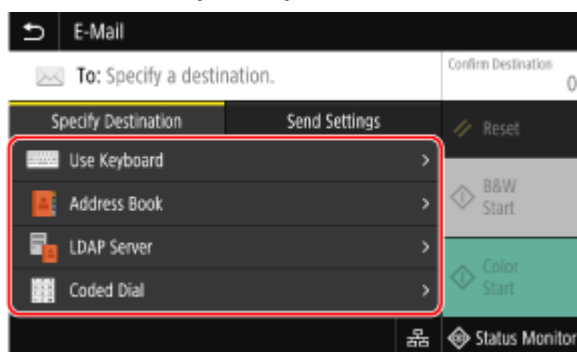 E-Mail
To: Specify a destination.
Confirm Destination
0
Specify Destination
Send Settings
Reset
Use Keyboard
B&W
Start
Address Book
LDAP Server
Color
Start
Coded Dial
Status Monitor